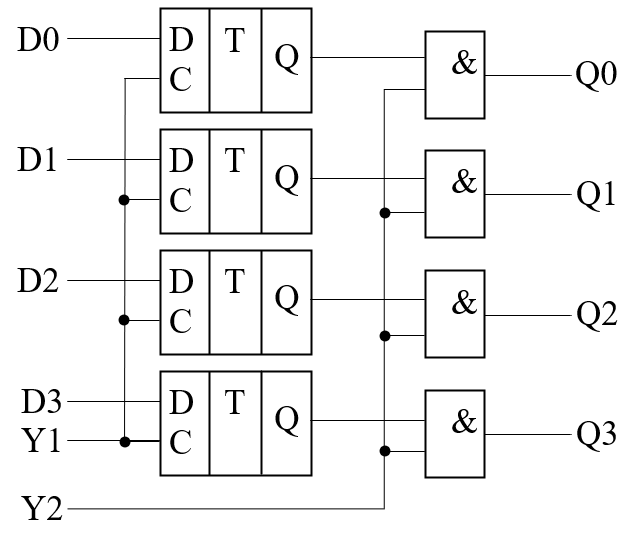 D0 D T Q & Q0
C
D1 D T Q & Q1
C
D2 D T Q & Q2
C
D3 D T Q & Q3
Y1 C
Y2